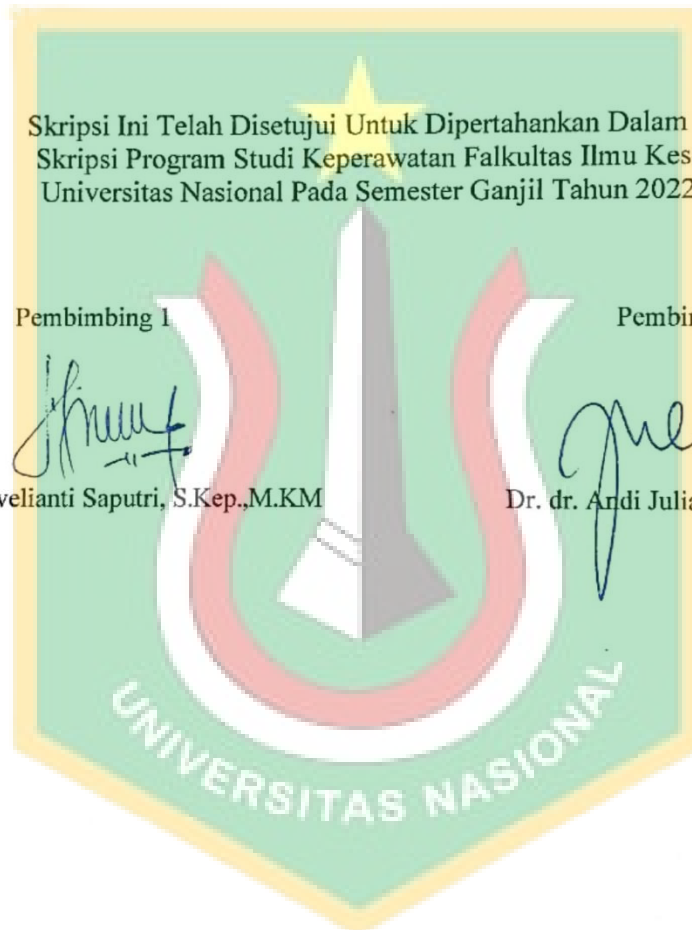 Skripsi Ini Telah Disetujui Untuk Dipertahankan Dalam
Skripsi Program Studi Keperawatan Falkultas Ilmu Kes
Universitas Nasional Pada Semester Ganjil Tahun 2022
Pembimbing 1
Pembi
velianti Saputri, S.Kep.,M.KM
Dr. dr. Andi Julia
UNIVERSITAS NASIONAL